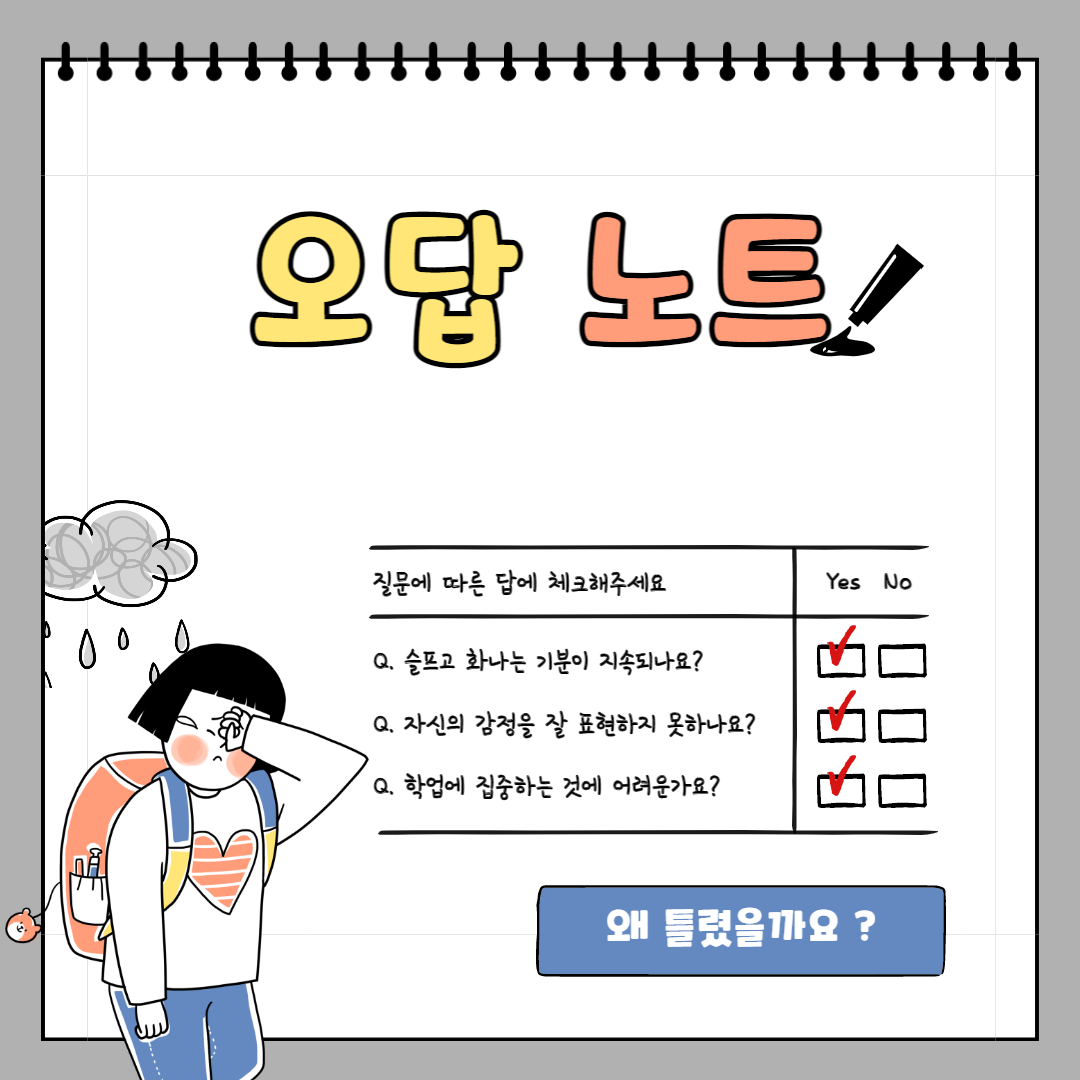 오답 노트
질문에 따른 답에 체크해주세요 Yes No
Q. 슬프고 화나는 기분이 지속되나요?
Q. 자신의 감정을 잘 표현하지 못하나요?
Q. 학업에 집중하는 것에 어려운가요?
왜 틀렸을까요 ?